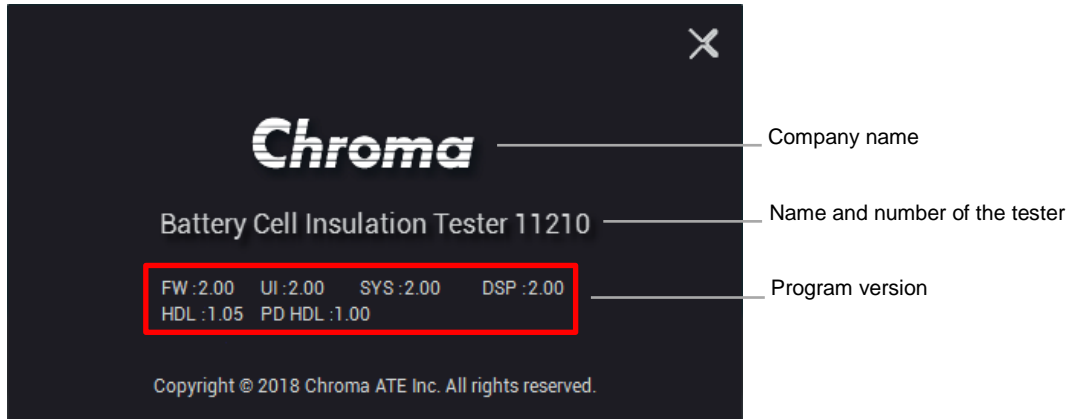 Chroma
Company name
Battery Cell Insulation Tester 11210
Name and number of the tester
FW :2.00 UI :2.00 SYS :2.00 DSP :2.00
HDL :1.05 PD HDL :1.00
Program version
Copyright © 2018 Chroma ATE Inc. All rights reserved.